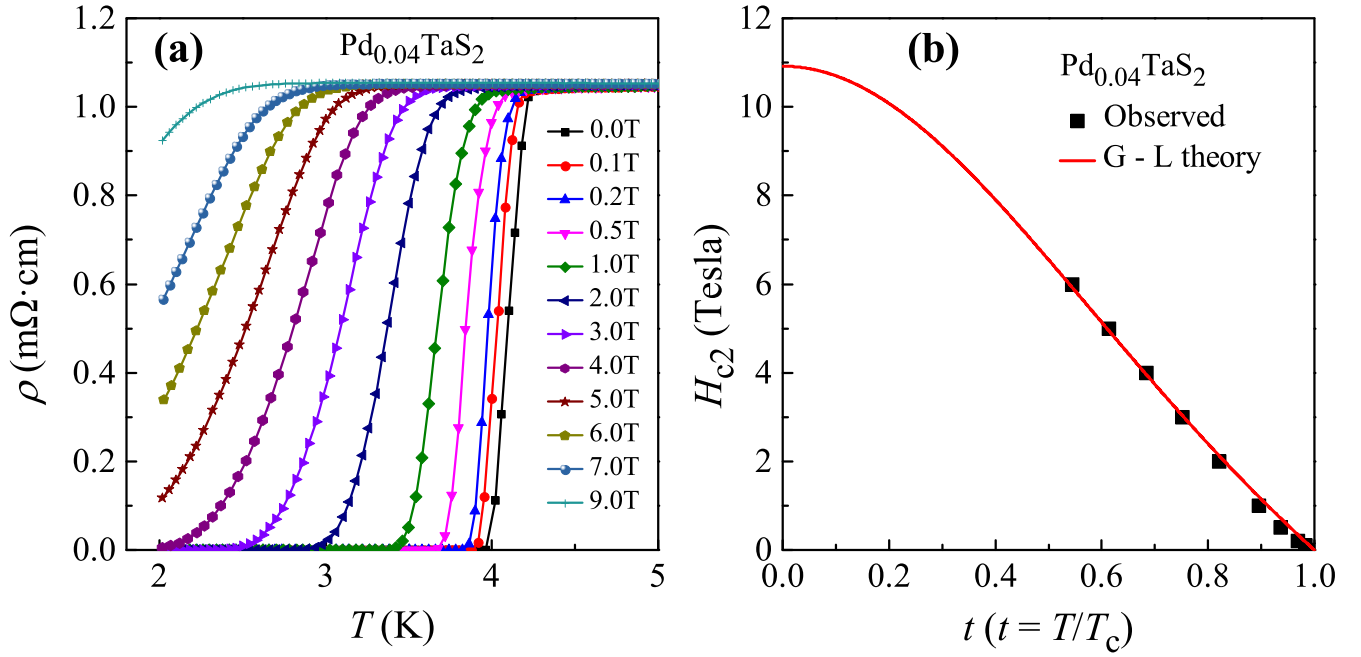 (a)
Pd0.04TaS2
ρ (mΩ·cm)
1.2
1.0
0.8
0.6
0.4
0.2
0.0
2
3
4
5
T (K)
0.0T
0.1T
0.2T
0.5T
1.0T
2.0T
3.0T
4.0T
5.0T
6.0T
7.0T
9.0T
(b)
Pd0.04TaS2
Observed
G - L theory
Hc2 (Tesla)
12
10
8
6
4
2
0
0.0
0.2
0.4
0.6
0.8
1.0
t (t = T/Tc)